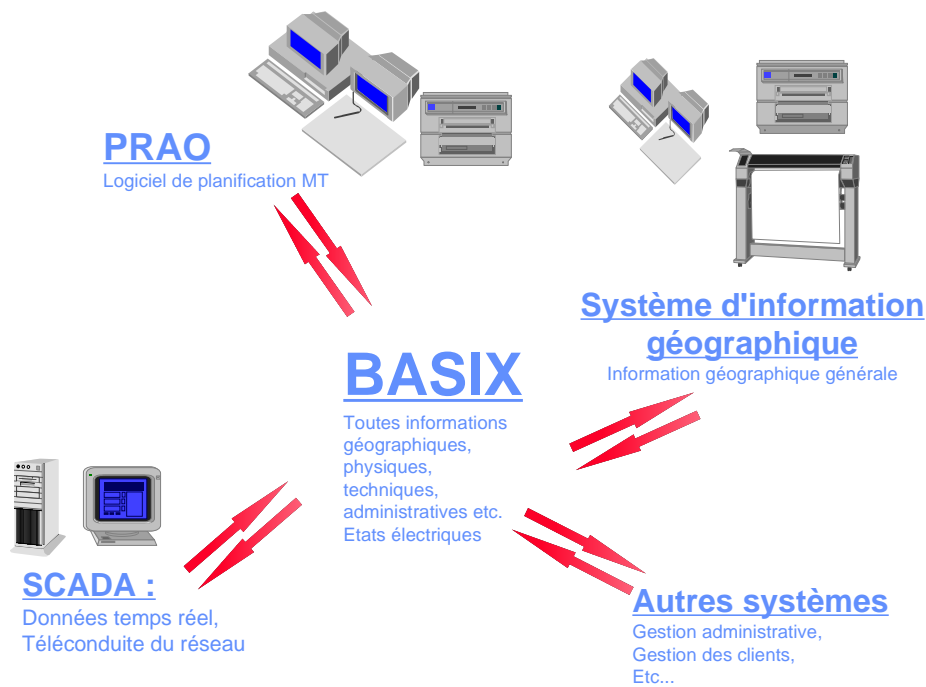 PRAO
Logiciel de planification MT
Système d'information
géographique
Information géographique générale
BASIX
Toutes informations
géographiques,
physiques,
techniques,
administratives etc.
Etats électriques
SCADA :
Données temps réel,
Téléconduite du réseau
Autres systèmes
Gestion administrative,
Gestion des clients,
Etc...